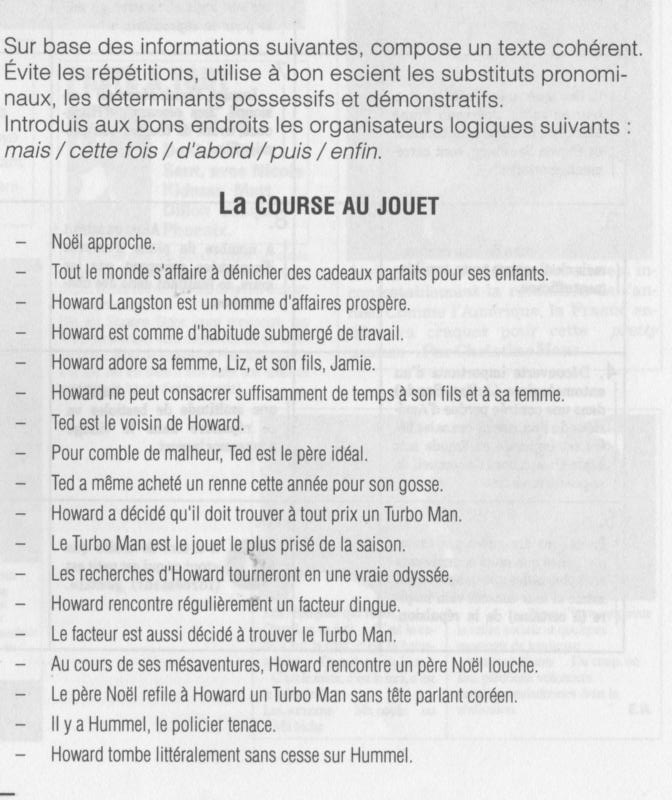 Sur base des informations suivantes, compose un texte cohérent.
Évite les répétitions, utilise à bon escient les substituts pronomi-
naux, les déterminants possessifs et démonstratifs.
Introduis aux bons endroits les organisateurs logiques suivants :
mais / cette fois / d'abord / puis / enfin.
La COURSE AU JOUET
– Noël approche.
– Tout le monde s'affaire à dénicher des cadeaux parfaits pour ses enfants.
– Howard Langston est un homme d'affaires prospère.
– Howard est comme d'habitude submergé de travail.
– Howard adore sa femme, Liz, et son fils, Jamie.
– Howard ne peut consacrer suffisamment de temps à son fils et à sa femme.
– Ted est le voisin de Howard.
– Pour comble de malheur, Ted est le père idéal.
– Ted a même acheté un renne cette année pour son gosse.
– Howard a décidé qu'il doit trouver à tout prix un Turbo Man.
– Le Turbo Man est le jouet le plus prisé de la saison.
– Les recherches d'Howard tourneront en une vraie odyssée.
– Howard rencontre régulièrement un facteur dingue.
– Le facteur est aussi décidé à trouver le Turbo Man.
– Au cours de ses mésaventures, Howard rencontre un père Noël louche.
– Le père Noël refile à Howard un Turbo Man sans tête parlant coréen.
– Il y a Hummel, le policier tenace.
– Howard tombe littéralement sans cesse sur Hummel.